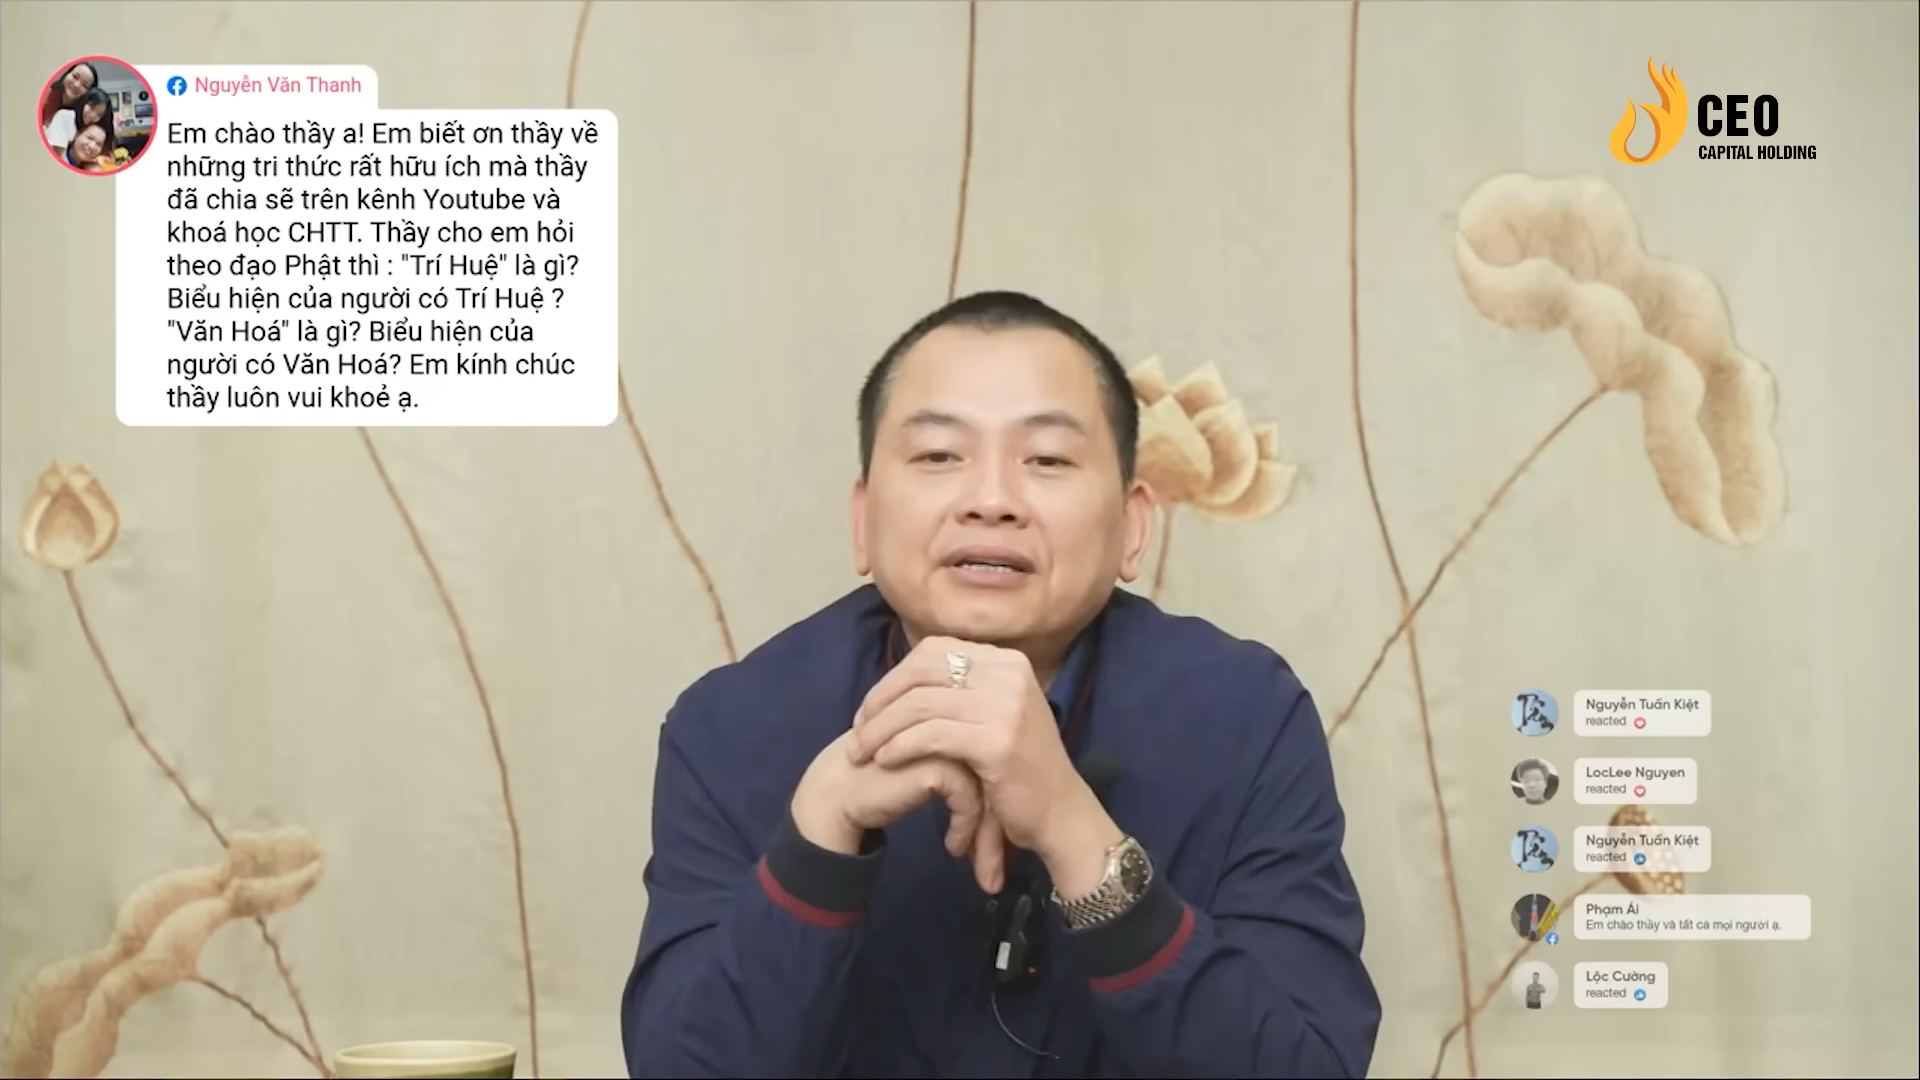 Nguyễn Văn Thanh
Em chào thầy a! Em biết ơn thầy về
những tri thức rất hữu ích mà thầy
đã chia sẽ trên kênh Youtube và
khoá học CHTT. Thầy cho em hỏi
theo đạo Phật thì : "Trí Huệ" là gì?
Biểu hiện của người có Trí Huệ ?
"Văn Hoá" là gì? Biểu hiện của
người có Văn Hoá? Em kính chúc
thầy luôn vui khoẻ ạ.
CEO
CAPITAL HOLDING
Nguyễn Tuấn Kiệt
reacted
LocLee Nguyen
reacted
Nguyễn Tuấn Kiệt
reacted
Phạm Ái
Em chào thầy và tất cả mọi người ạ.
Lộc Cường
reacted